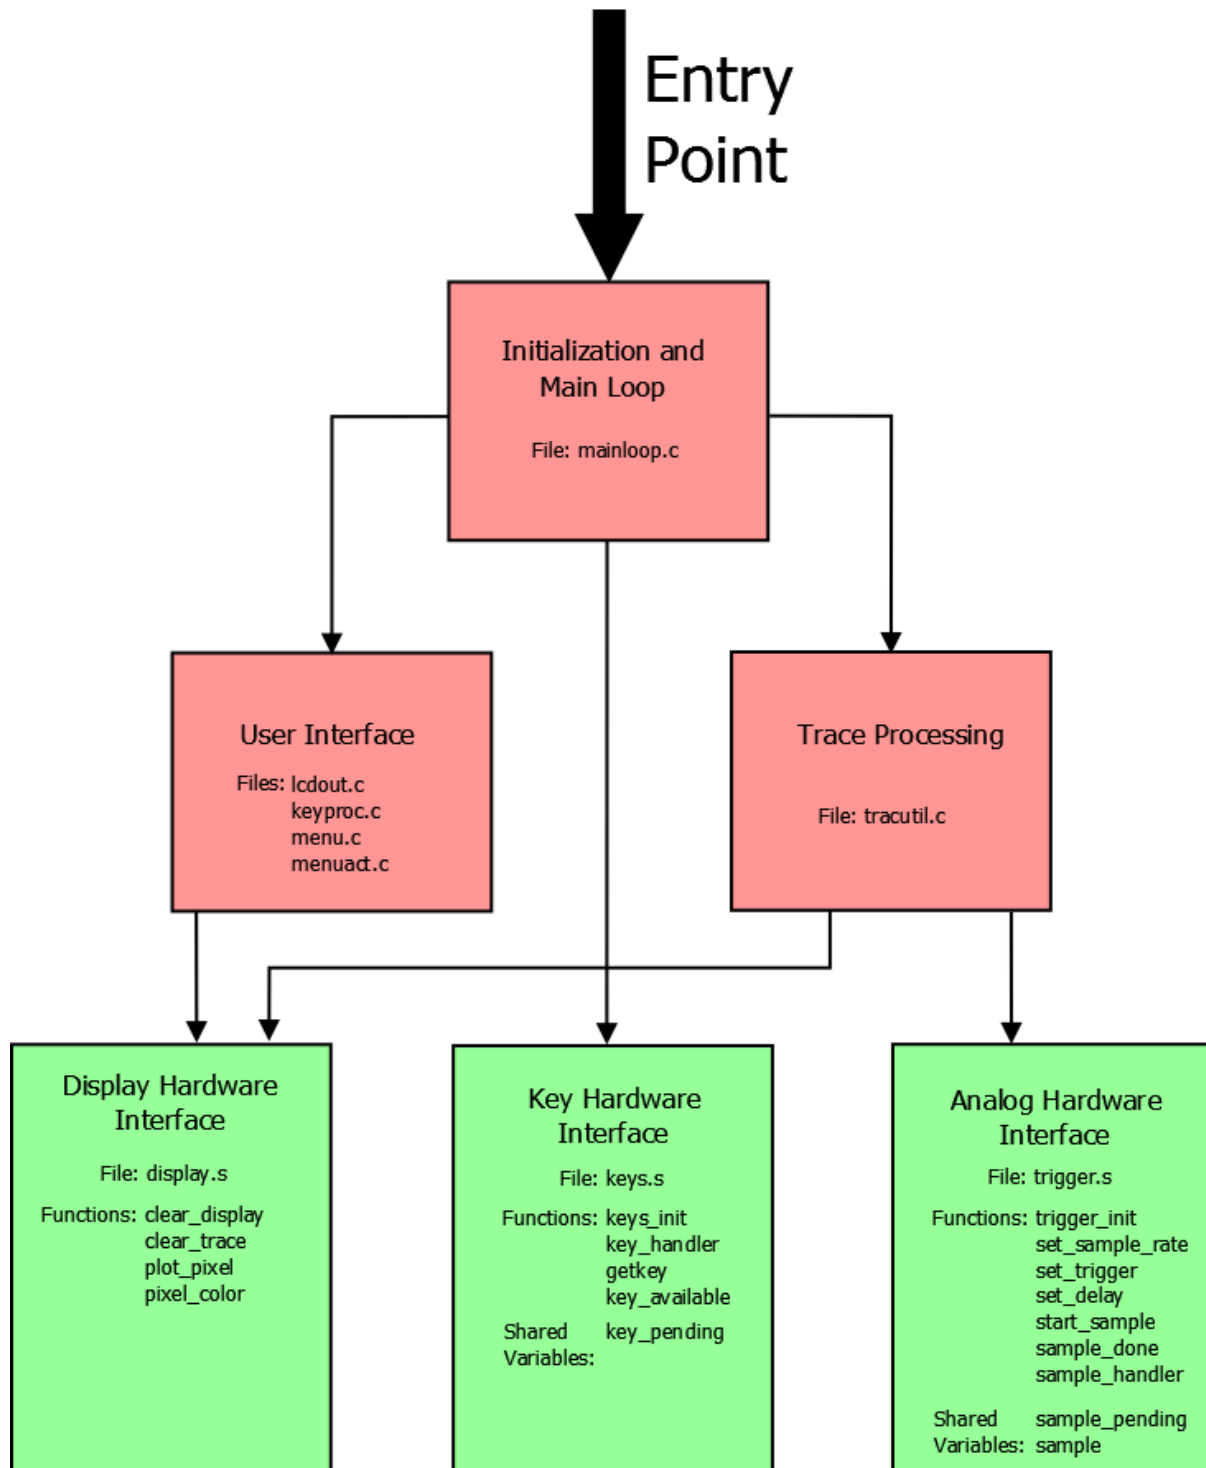 Entry
Point
Initialization and
Main Loop
File: mainloop.c
User Interface
Files: lcdout.c
keyproc.c
menu.c
menuact.c
Trace Processing
File: tracutil.c
Display Hardware
Interface
File: display.s
Functions: clear_display
clear_trace
plot_pixel
pixel_color
Key Hardware
Interface
File: keys.s
Functions: keys_init
key_handler
getkey
key_available
Shared key_pending
Variables:
Analog Hardware
Interface
File: trigger.s
Functions: trigger_init
set_sample_rate
set_trigger
set_delay
start_sample
sample_done
sample_handler
Shared sample_pending
Variables: sample